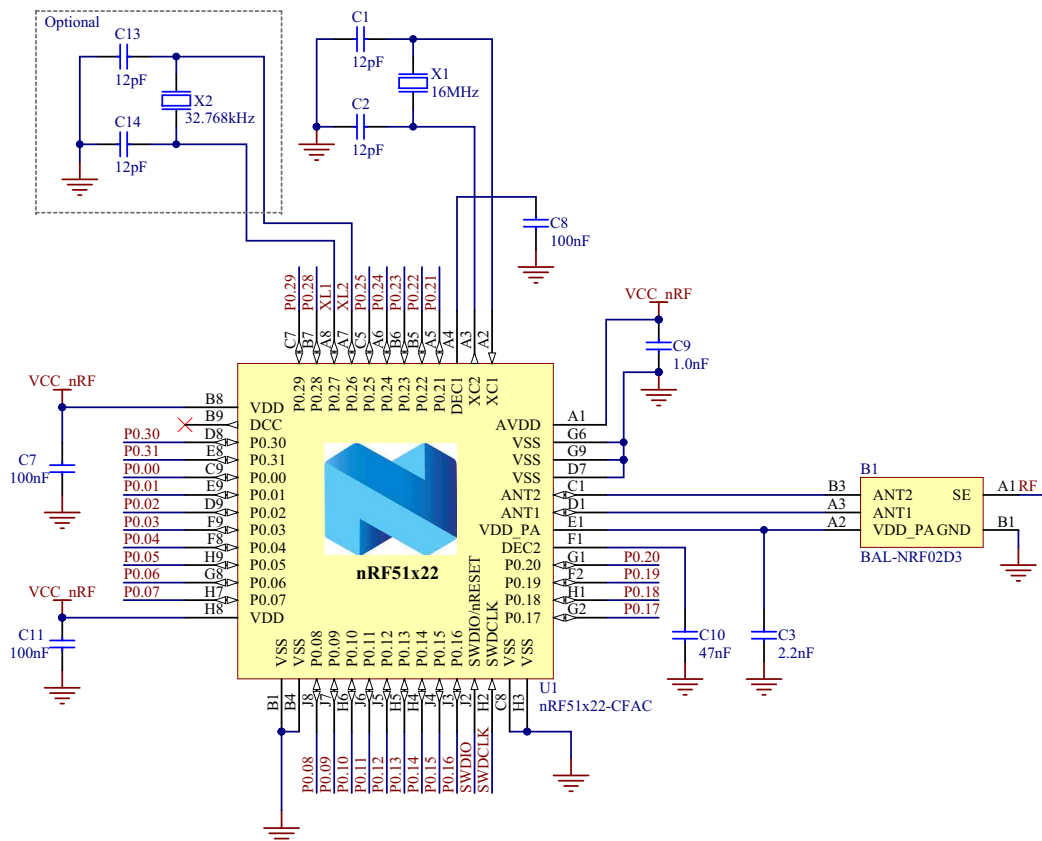 Optional
C13
12pF
X2
32.768kHz
C14
12pF
C1
12pF
X1
16MHz
C2
12pF
C8
100nF
P0.29
P0.28
XL1
XL2
P0.25
P0.24
P0.23
P0.22
P0.21
C7
B7
A8
A7
C5
A6
B6
B5
A5
A4
A3
A2
P0.29
P0.28
P0.27
P0.26
P0.25
P0.24
P0.23
P0.22
P0.21
DEC1
XC2
XC1
VCC_nRF
C9
1.0nF
VCC_nRF
C7
100nF
B8 VDD
B9 DCC
P0.30 D8 P0.30
P0.31 E8 P0.31
P0.00 C9 P0.00
P0.01 E9 P0.01
P0.02 D9 P0.02
P0.03 F9 P0.03
P0.04 F8 P0.04
P0.05 H9 P0.05
P0.06 G8 P0.06
P0.07 H7 P0.07
H8 VDD
VCC_nRF
C11
100nF
nRF51x22
AVDD A1
VSS G6
VSS G9
VSS D7
ANT2 C1
ANT1 D1
VDD_PA E1
DEC2 F1
P0.20 G1 P0.20
P0.19 F2 P0.19
P0.18 H1 P0.18
P0.17 G2 P0.17
B1
B3 ANT2 SE A1 RF
A3 ANT1
A2 VDD_PA GND B1
BAL-NRF02D3
C10
47nF
C3
2.2nF
VSS
VSS
P0.08
P0.09
P0.10
P0.11
P0.12
P0.13
P0.14
P0.15
P0.16
SWDIO/nRESET
SWDCLK
VSS
VSS
B1
B4
J8
J7
H6
J6
J5
H5
H4
J4
J3
J2
H2
C8
H3
U1
nRF51x22-CFAC
P0.08
P0.09
P0.10
P0.11
P0.12
P0.13
P0.14
P0.15
P0.16
SWDIO
SWDCLK